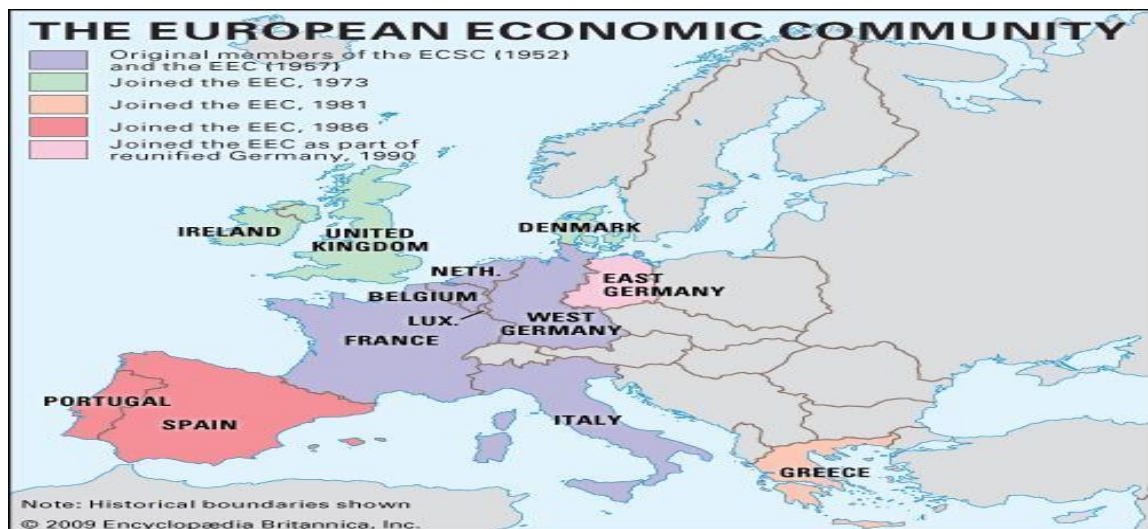 THE EUROPEAN ECONOMIC COMMUNITY
Original members of the ECSC (1952)
and the EEC (1957)
Joined the EEC, 1973
Joined the EEC, 1981
Joined the EEC, 1986
Joined the EEC as part of
reunified Germany, 1990
IRELAND
UNITED
KINGDOM
DENMARK
NETH.
EAST
GERMANY
BELGIUM
LUX.
WEST
GERMANY
FRANCE
PORTUGAL
SPAIN
ITALY
GREECE
Note: Historical boundaries shown
© 2009 Encyclopædia Britannica, Inc.